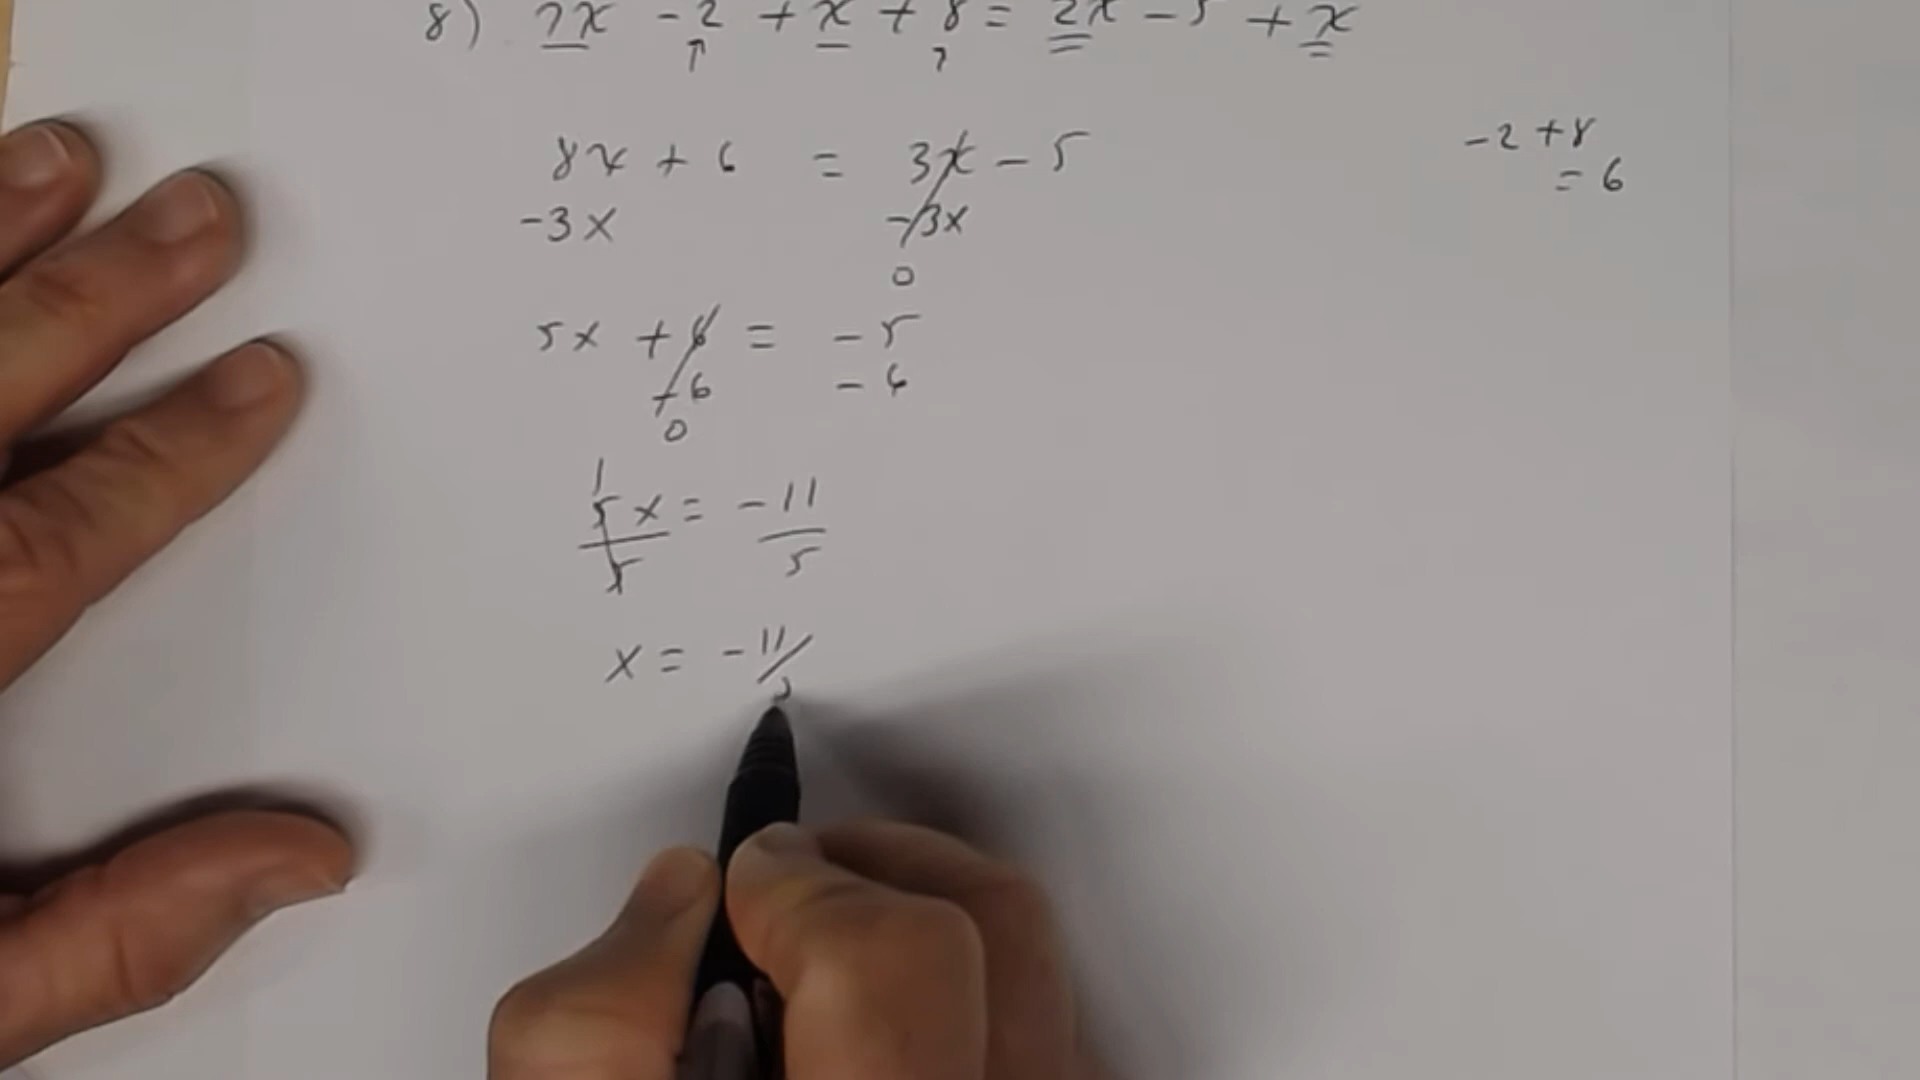 8) 7x - 2 + x + 8 = 2x - 5 + x
-2 + 8
= 6
8x + 6 = 3x - 5
-3x -3x
0
5x + 6 = -5
-6 -6
0
1
5x = -11
5 5
x = -11/5